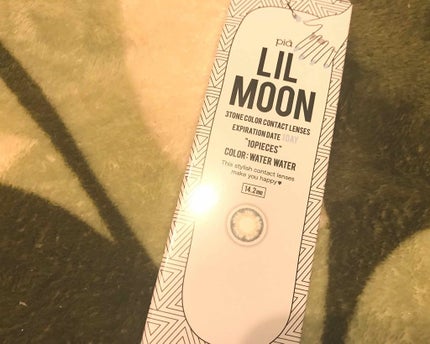 pia
LIL
MOON
3TONE COLOR CONTACT LENSES
EXPIRATION DATE 1DAY
"10PIECES"
COLOR: WATER WATER
This stylish contact lenses
make you happy♥
14.2mm